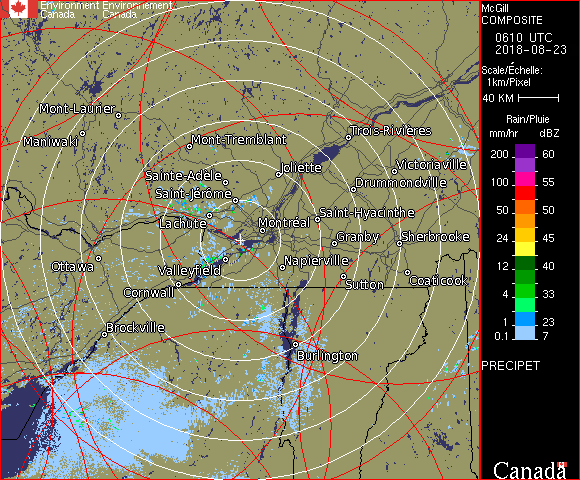 Environment Environnement
Canada Canada
McGill
COMPOSITE
0610 UTC
2018-08-23
Scale/Échelle:
1km/Pixel
40 KM
Rain/Pluie
mm/hr dBZ
200 60
150 57
100 55
50 50
24 45
12 40
4 33
1 23
0.1 7
PRECIPET
Canada
Mont-Laurier
Maniwaki
Mont-Tremblant
Trois-Rivières
Sainte-Adèle
Joliette
Victoriaville
Saint-Jérôme
Drummondville
Lachute
Montréal
Saint-Hyacinthe
Granby
Sherbrooke
Ottawa
Valleyfield
Napierville
Cornwall
Sutton
Coaticook
Brockville
Burlington